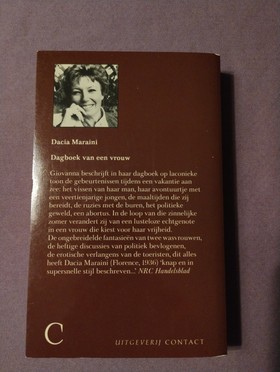 Dacia Maraini
Dagboek van een vrouw
Giovanna beschrijft in haar dagboek op laconieke
toon de gebeurtenissen tijdens een vakantie aan
zee: het vissen van haar man, haar avontuurtje met
een veertienjarige jongen, de maaltijden die zij
bereidt, de ruzies met de buren, het politieke
geweld, een abortus. In de loop van die zinnelijke
zomer verandert zij van een lusteloze echtgenote
in een vrouw die kiest voor haar vrijheid.
De ongebreidelde fantasieën van twee wasvrouwen,
de heftige discussies van politiek bevlogenen,
de erotische verlangens van de toeristen, dit alles
heeft Dacia Maraini (Florence, 1936) ‘knap en in
supersnelle stijl beschreven..’ NRC Handelsblad
C
UITGEVERIJ CONTACT